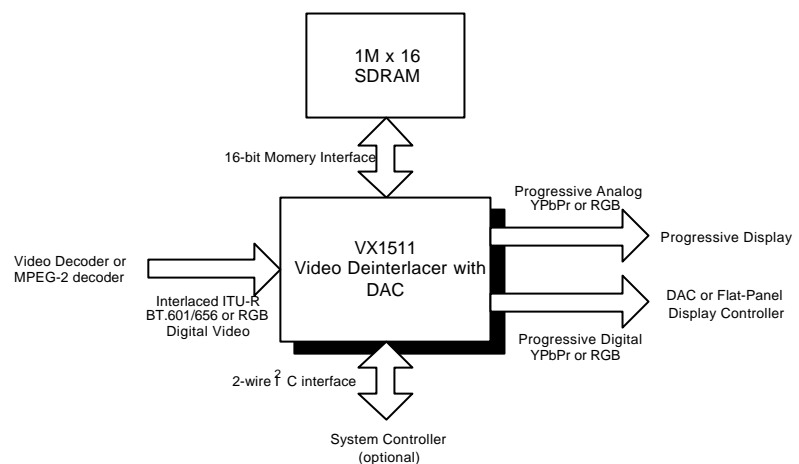 1M x 16
SDRAM
16-bit Momery Interface
Progressive Analog
YPbPr or RGB
VX1511
Video Deinterlacer with
DAC
Video Decoder or
MPEG-2 decoder
Progressive Display
Interlaced ITU-R
BT.601/656 or RGB
Digital Video
DAC or Flat-Panel
Display Controller
Progressive Digital
YPbPr or RGB
2-wire I²C interface
System Controller
(optional)